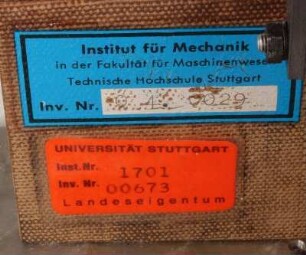 Institut für Mechanik
in der Fakultät für Maschinenwesen
Technische Hochschule Stuttgart
Inv. Nr.
UNIVERSITÄT STUTTGART
Inst.Nr. 1701
Inv. Nr. 00673
Landeseigentum